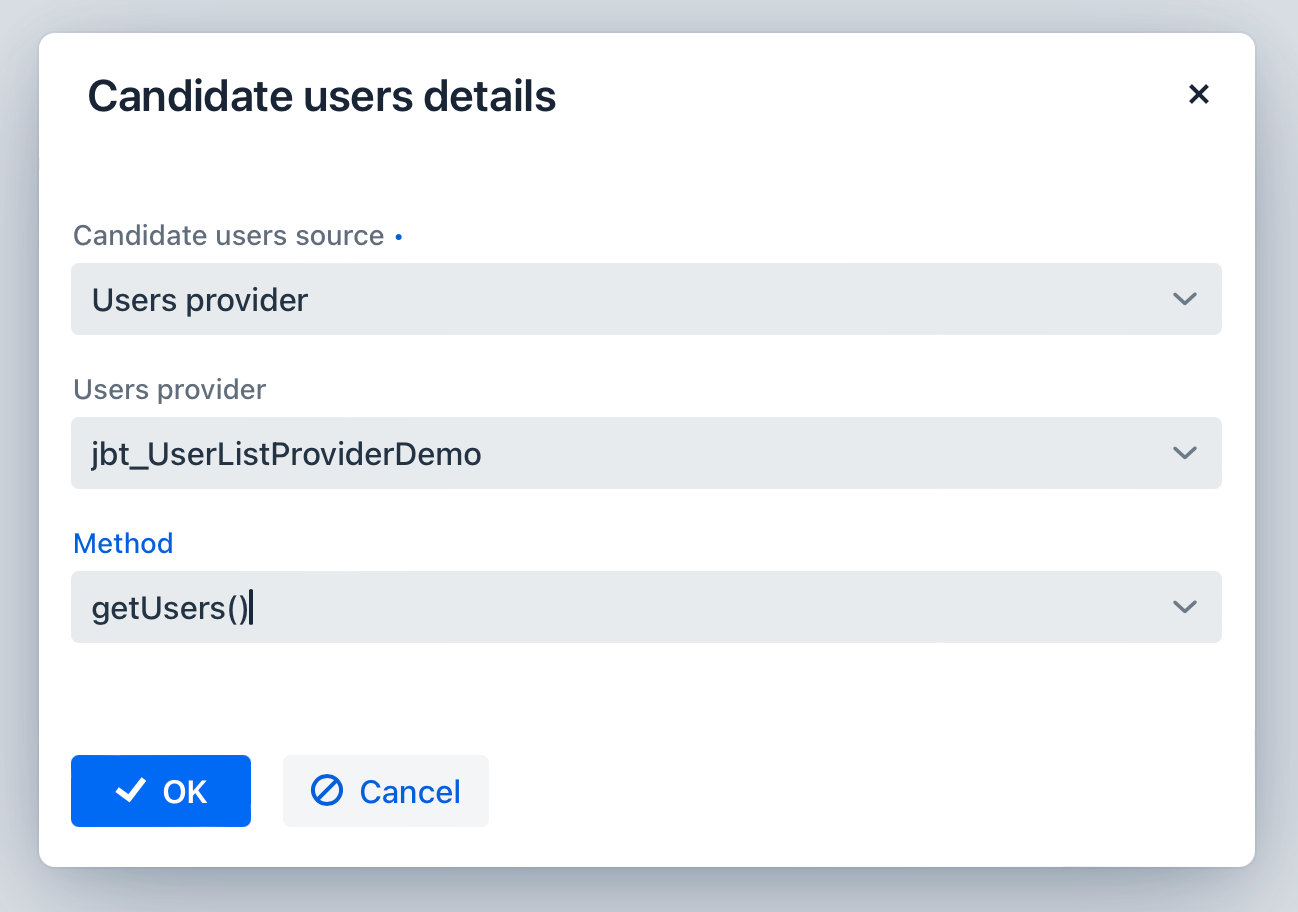 Candidate users details
Candidate users source •
Users provider
Users provider
jbt_UserListProviderDemo
Method
getUsers()
OK
Cancel